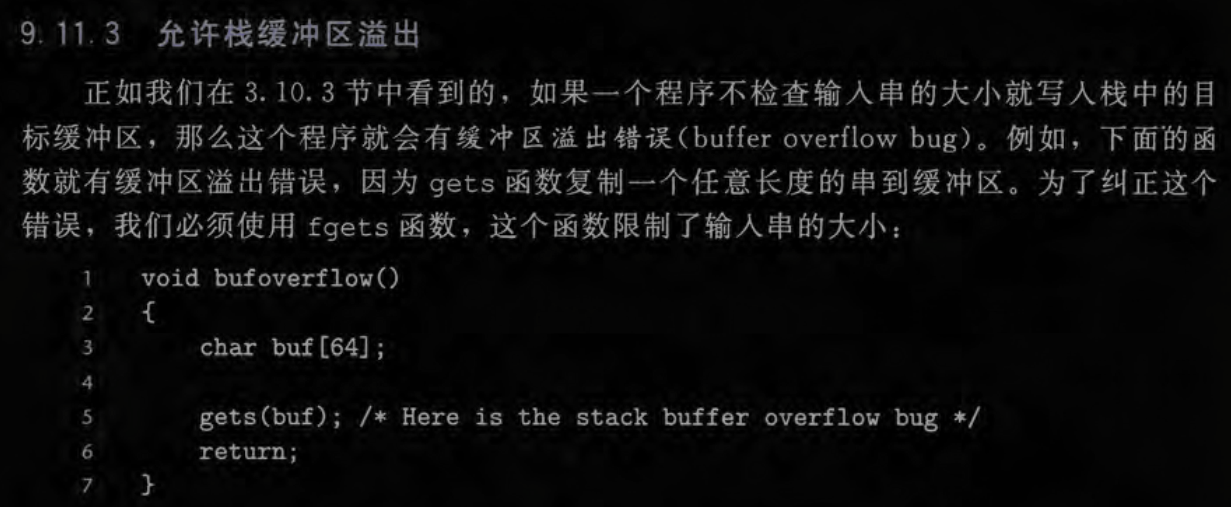 9.11.3 允许栈缓冲区溢出
正如我们在 3.10.3 节中看到的，如果一个程序不检查输入串的大小就写入栈中的目
标缓冲区，那么这个程序就会有缓冲区溢出错误(buffer overflow bug)。例如，下面的函
数就有缓冲区溢出错误，因为 gets 函数复制一个任意长度的串到缓冲区。为了纠正这个
错误，我们必须使用 fgets 函数，这个函数限制了输入串的大小：
1 void bufoverflow()
2 {
3 char buf[64];
4
5 gets(buf); /* Here is the stack buffer overflow bug */
6 return;
7 }